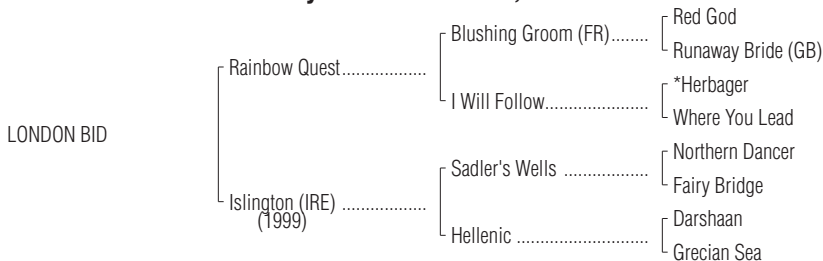 Red God
Blushing Groom (FR)........
Runaway Bride (GB)
Rainbow Quest..................
*Herbager
I Will Follow......................
Where You Lead
LONDON BID
Northern Dancer
Sadler's Wells ..................
Fairy Bridge
Islington (IRE) ..................
(1999)
Darshaan
Hellenic ............................
Grecian Sea